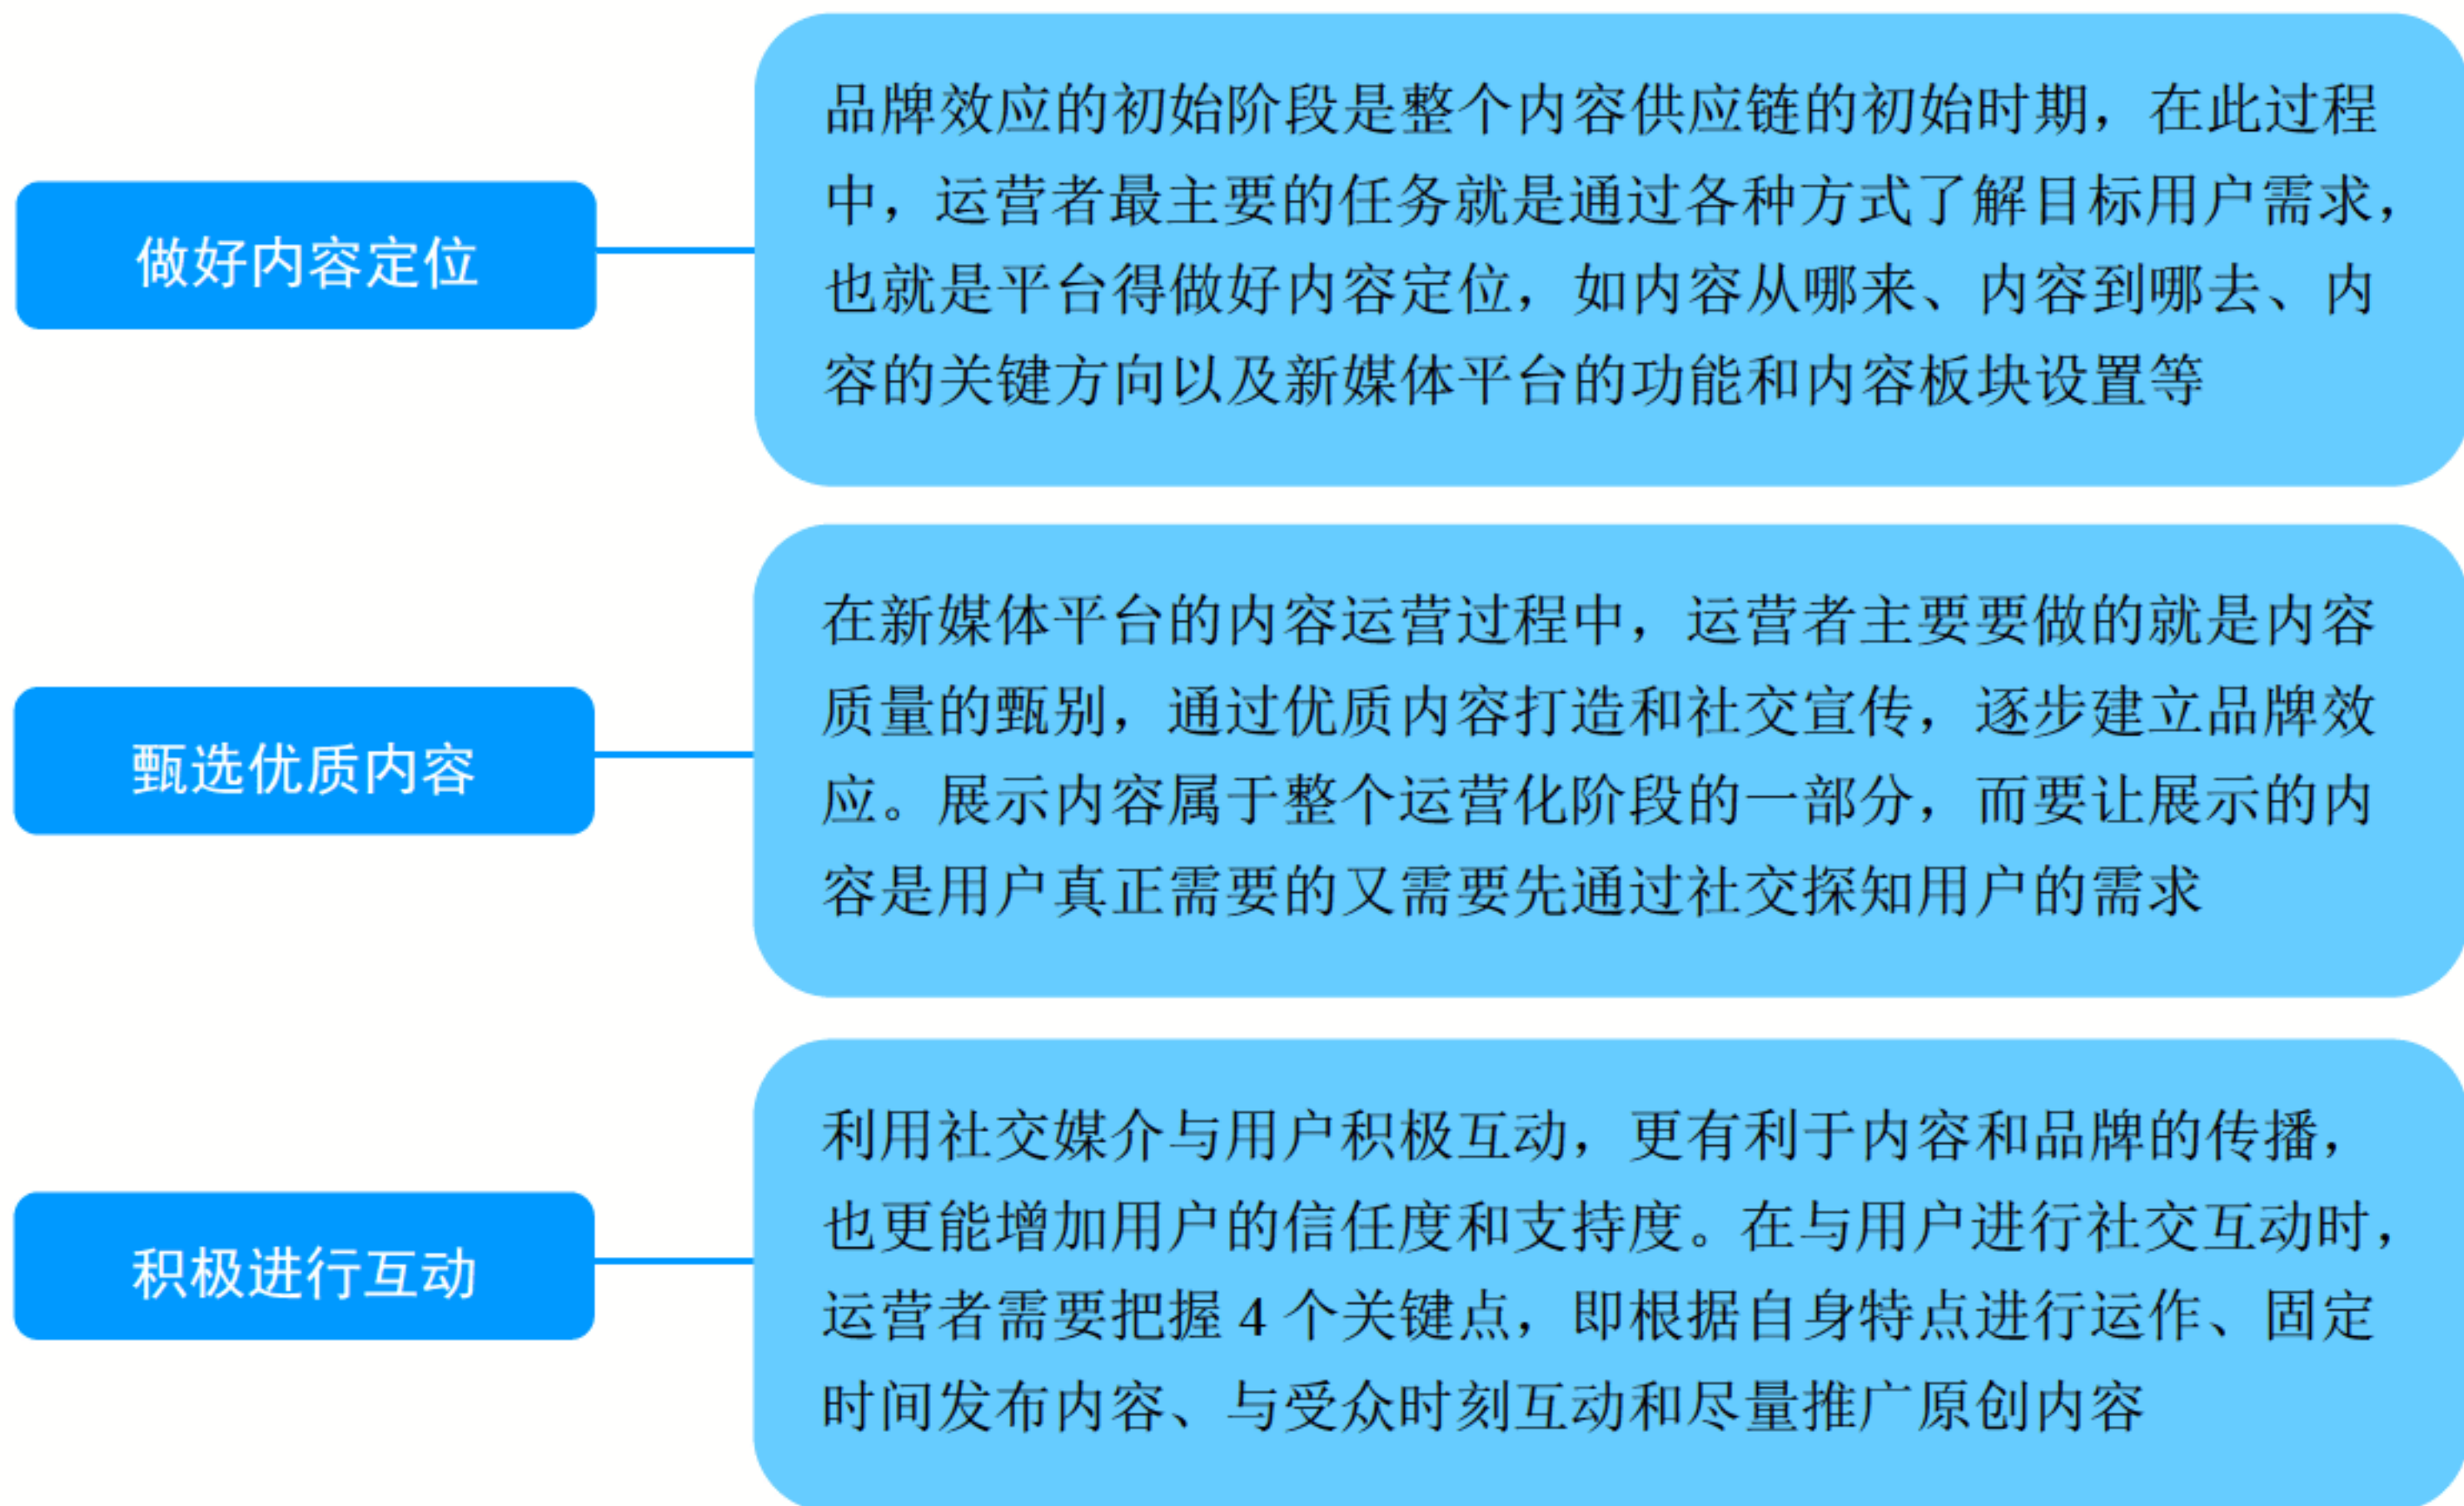 做好内容定位
品牌效应的初始阶段是整个内容供应链的初始时期，在此过程
中，运营者最主要的任务就是通过各种方式了解目标用户需求，
也就是平台得做好内容定位，如内容从哪来、内容到哪去、内
容的关键方向以及新媒体平台的功能和内容板块设置等
甄选优质内容
在新媒体平台的内容运营过程中，运营者主要要做的就是内容
质量的甄别，通过优质内容打造和社交宣传，逐步建立品牌效
应。展示内容属于整个运营化阶段的一部分，而要让展示的内
容是用户真正需要的又需要先通过社交探知用户的需求
积极进行互动
利用社交媒介与用户积极互动，更有利于内容和品牌的传播，
也更能增加用户的信任度和支持度。在与用户进行社交互动时，
运营者需要把握 4 个关键点，即根据自身特点进行运作、固定
时间发布内容、与受众时刻互动和尽量推广原创内容